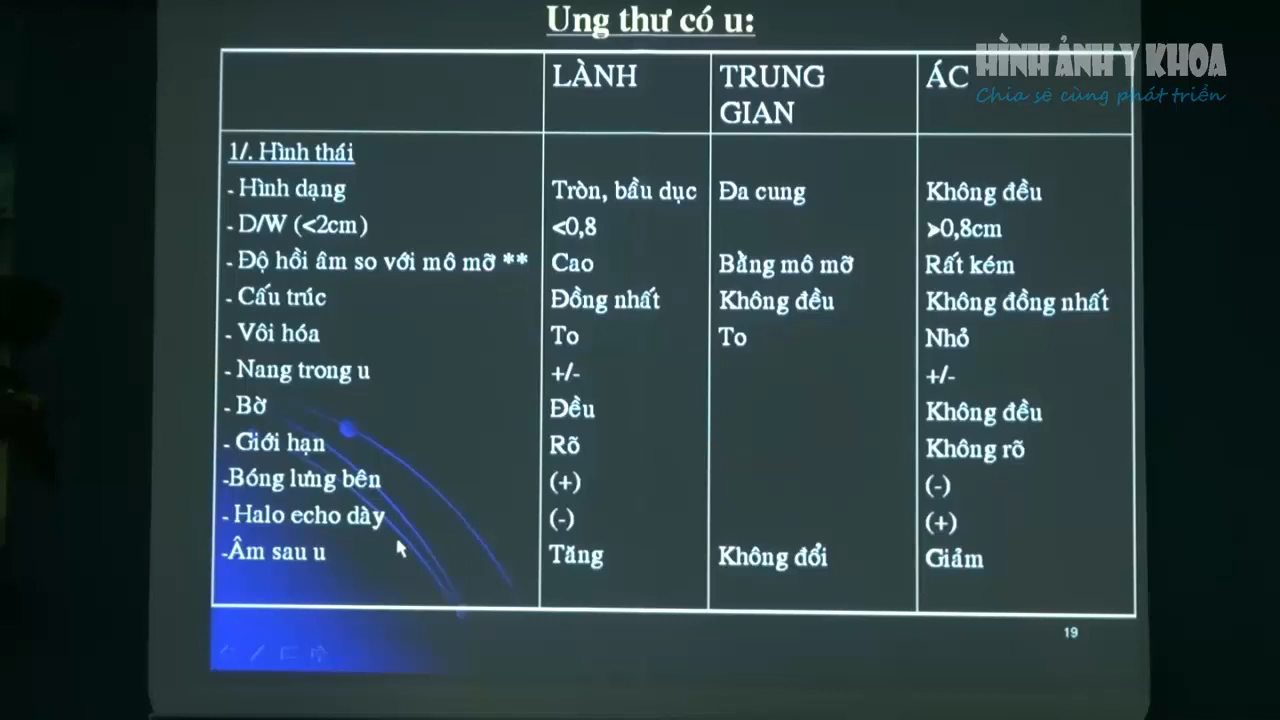 Ung thư có u:
HÌNH ẢNH Y KHOA
Chia sẻ cùng phát triển
LÀNH TRUNG GIAN ÁC
1/. Hình thái
- Hình dạng Tròn, bầu dục Đa cung Không đều
- D/W (<2cm) <0,8 >0,8cm
- Độ hồi âm so với mô mỡ ** Cao Bằng mô mỡ Rất kém
- Cấu trúc Đồng nhất Không đều Không đồng nhất
- Vôi hóa To To Nhỏ
- Nang trong u +/- +/-
- Bờ Đều Không đều
- Giới hạn Rõ Không rõ
-Bóng lưng bên (+) (-)
- Halo echo dày (-) (+)
-Âm sau u Tăng Không đổi Giảm
19